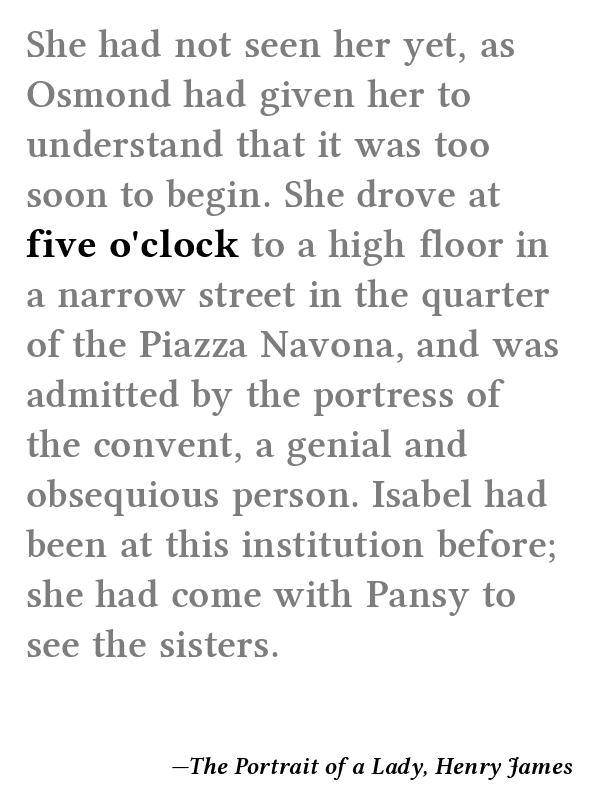 She had not seen her yet, as
Osmond had given her to
understand that it was too
soon to begin. She drove at
five o'clock to a high floor in
a narrow street in the quarter
of the Piazza Navona, and was
admitted by the portress of
the convent, a genial and
obsequious person. Isabel had
been at this institution before;
she had come with Pansy to
see the sisters.
—The Portrait of a Lady, Henry James